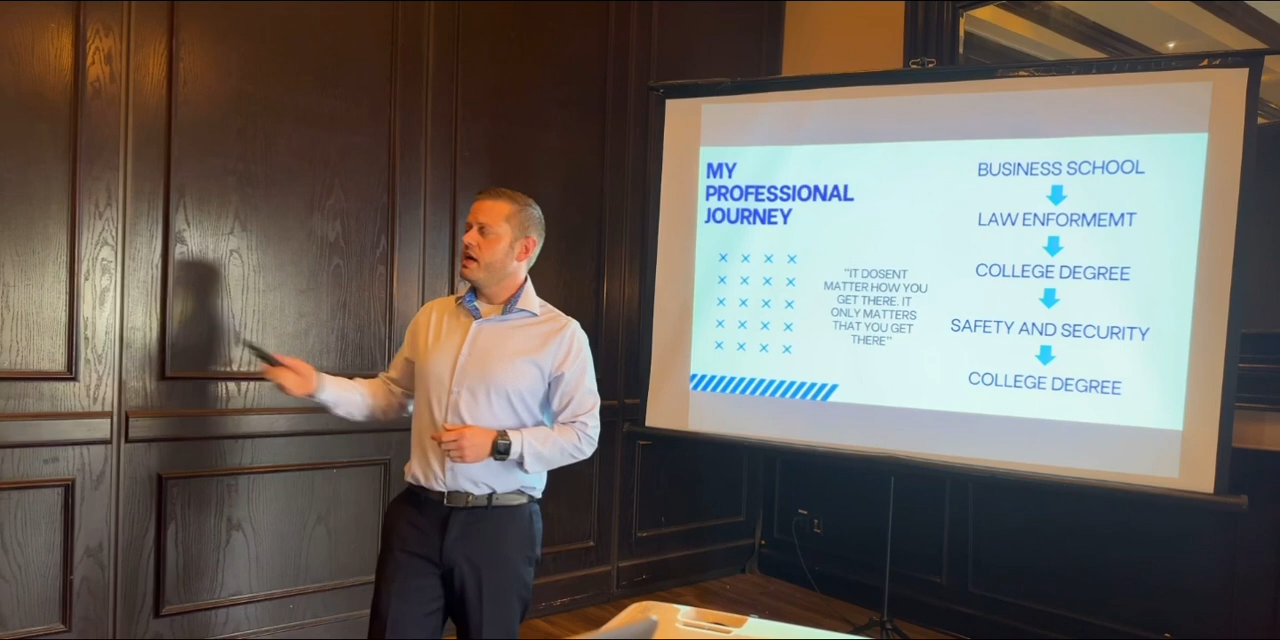 MY
PROFESSIONAL
JOURNEY
"IT DOSENT
MATTER HOW YOU
GET THERE. IT
ONLY MATTERS
THAT YOU GET
THERE"
BUSINESS SCHOOL
LAW ENFORMEMT
COLLEGE DEGREE
SAFETY AND SECURITY
COLLEGE DEGREE